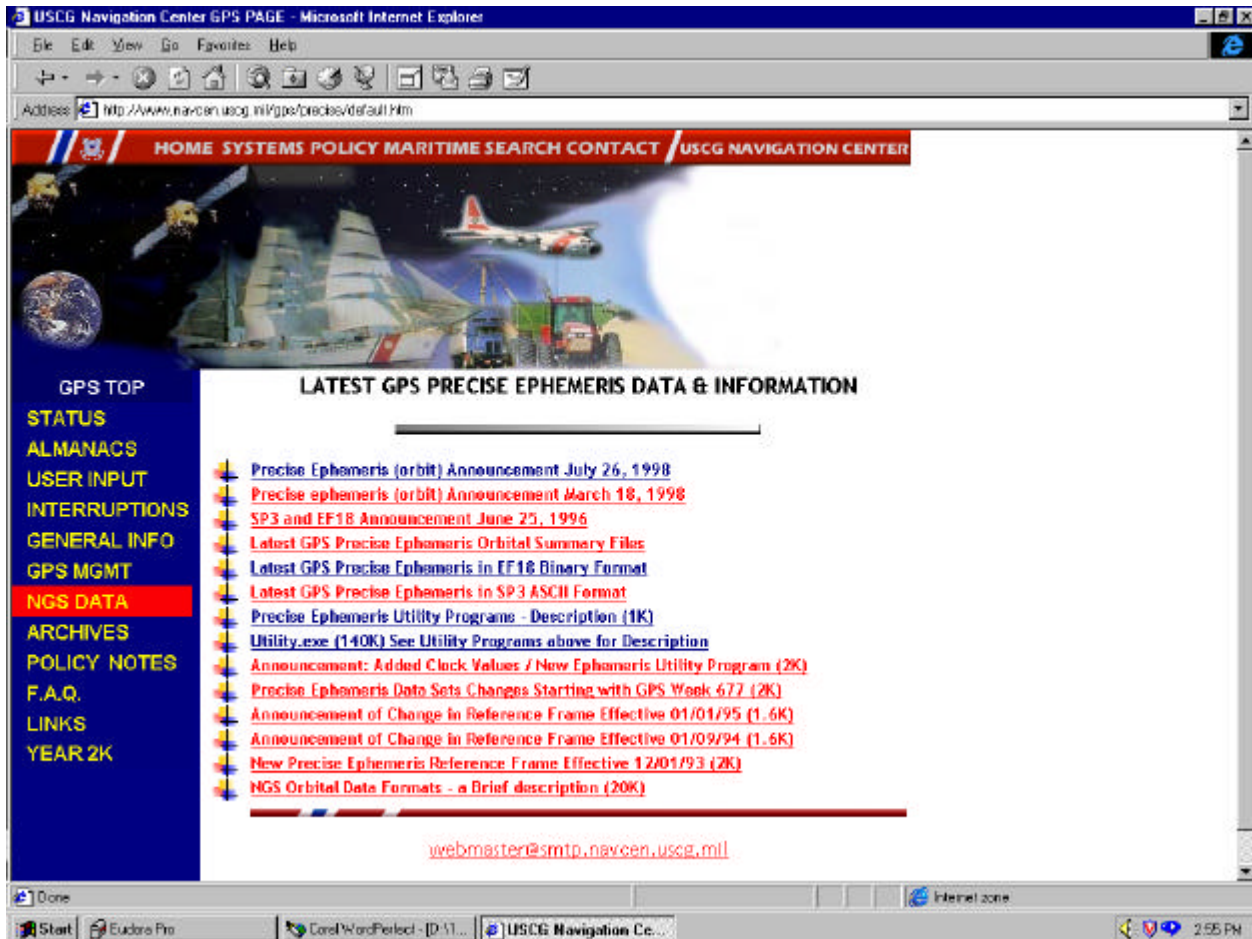 USCG Navigation Center GPS PAGE - Microsoft Internet Explorer
File Edit View Go Favorites Help
Address http://www.navcen.uscg.mil/gps/precise/default.htm
HOME SYSTEMS POLICY MARITIME SEARCH CONTACT USCG NAVIGATION CENTER
GPS TOP
STATUS
ALMANACS
USER INPUT
INTERRUPTIONS
GENERAL INFO
GPS MGMT
NGS DATA
ARCHIVES
POLICY NOTES
F.A.Q.
LINKS
YEAR 2K
LATEST GPS PRECISE EPHEMERIS DATA & INFORMATION
Precise Ephemeris (orbit) Announcement July 26, 1998
Precise ephemeris (orbit) Announcement March 18, 1998
SP3 and EF18 Announcement June 25, 1996
Latest GPS Precise Ephemeris Orbital Summary Files
Latest GPS Precise Ephemeris in EF18 Binary Format
Latest GPS Precise Ephemeris in SP3 ASCII Format
Precise Ephemeris Utility Programs - Description (1K)
Utility.exe (140K) See Utility Programs above for Description
Announcement: Added Clock Values / New Ephemeris Utility Program (2K)
Precise Ephemeris Data Sets Changes Starting with GPS Week 677 (2K)
Announcement of Change in Reference Frame Effective 01/01/95 (1.6K)
Announcement of Change in Reference Frame Effective 01/09/94 (1.6K)
New Precise Ephemeris Reference Frame Effective 12/01/93 (2K)
NGS Orbital Data Formats - a Brief description (20K)
webmaster@smtp.navcen.uscg.mil
Done
Internet zone
Start Eudora Pro Corel WordPerfect - [D:\T... USCG Navigation Ce... 2:55 PM